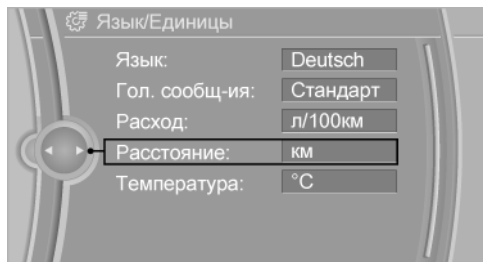 Язык/Единицы
Язык: Deutsch
Гол. сообщ-ия: Стандарт
Расход: л/100км
Расстояние: км
Температура: °C